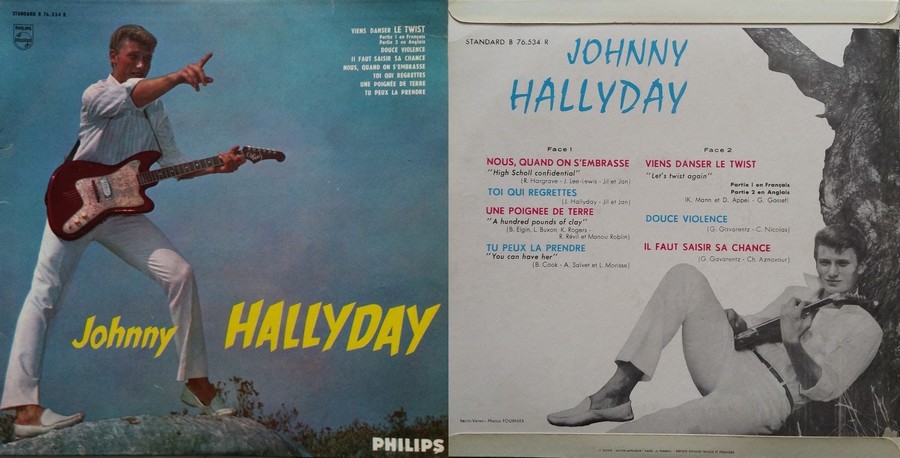 STANDARD B 76.534 R
PHILIPS
VIENS DANSER LE TWIST
Partie 1 en Français
Partie 2 en Anglais
DOUCE VIOLENCE
IL FAUT SAISIR SA CHANCE
NOUS, QUAND ON S'EMBRASSE
TOI QUI REGRETTES
UNE POIGNÉE DE TERRE
TU PEUX LA PRENDRE
Johnny HALLYDAY
PHILIPS
STANDARD B 76.534 R
JOHNNY
HALLYDAY
Face 1
NOUS, QUAND ON S'EMBRASSE
"High Scholl confidential"
(R. Hargrave - J. Lee-Lewis - Jil et Jan)
TOI QUI REGRETTES
(J. Hallyday - Jil et Jan)
UNE POIGNEE DE TERRE
"A hundred pounds of clay"
(B. Elgin, L. Buxon, K. Rogers -
R. Révil et Manou Roblin)
TU PEUX LA PRENDRE
"You can have her"
(B. Cook - A. Salvet et L. Morisse)
Face 2
VIENS DANSER LE TWIST
"Let's twist again"
Partie 1 en Français
Partie 2 en Anglais
(K. Mann et D. Appel - G. Gosset)
DOUCE VIOLENCE
(G. Garvarentz - C. Nicolas)
IL FAUT SAISIR SA CHANCE
(G. Garvarentz - Ch. Aznavour)